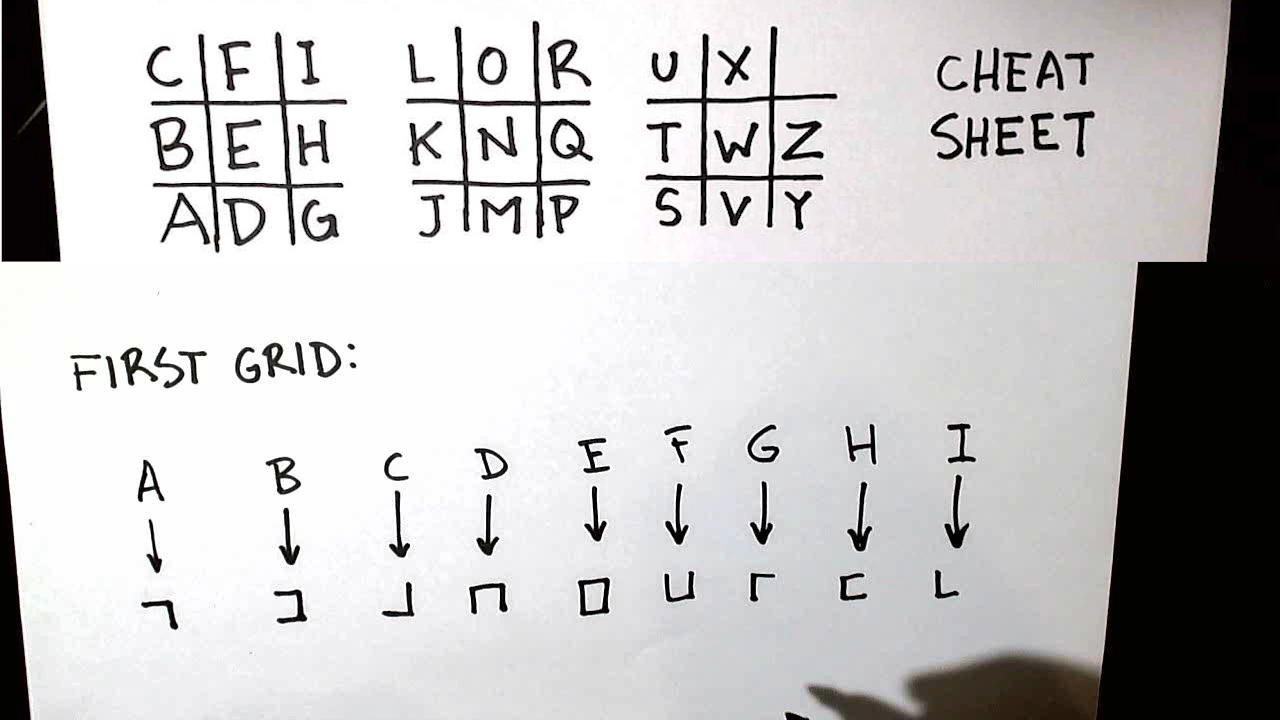 C F I L O R U X CHEAT
B E H K N Q T W Z SHEET
A D G J M P S V Y
FIRST GRID:
A B C D E F G H I